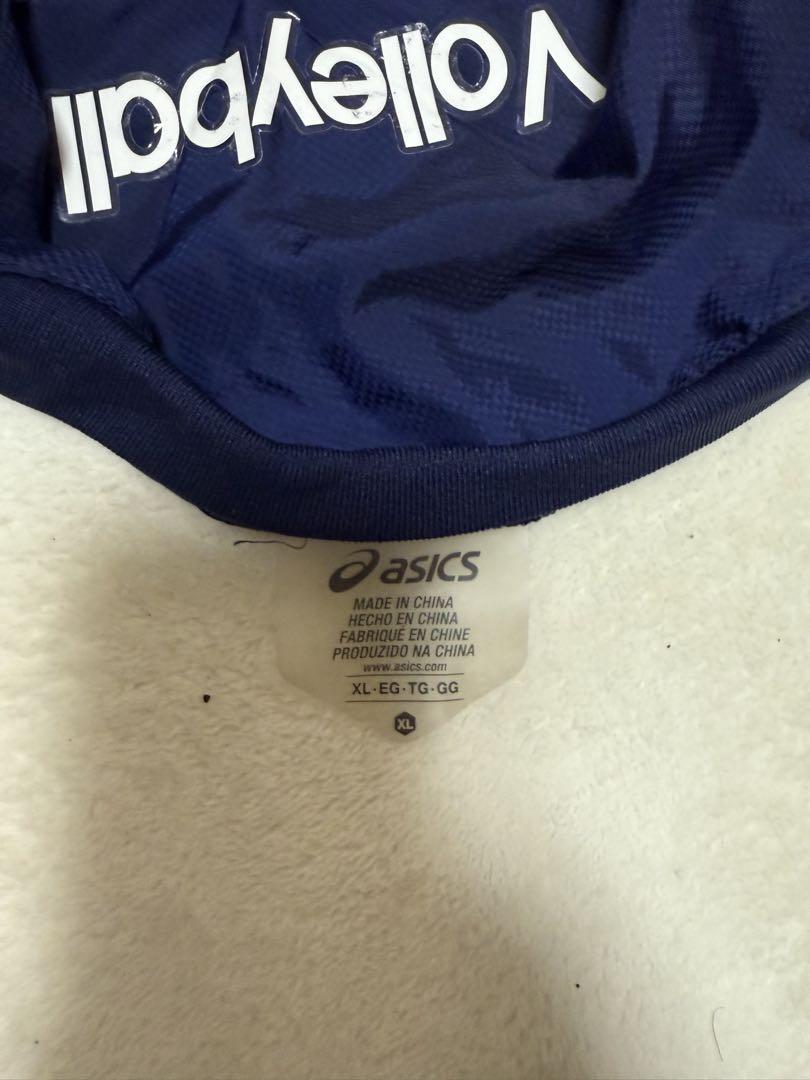 Volleyball
asics
MADE IN CHINA
HECHO EN CHINA
FABRIQUÉ EN CHINE
PRODUZIDO NA CHINA
www.asics.com
XL·EG·TG·GG
XL